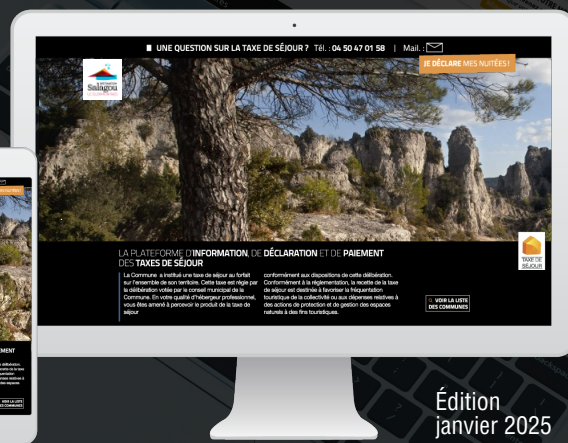 UNE QUESTION SUR LA TAXE DE SÉJOUR ? Tél. : 04 50 47 01 58 | Mail. :
JE DÉCLARE MES NUITÉES !
Salagou
LA PLATEFORME D'INFORMATION, DE DÉCLARATION ET DE PAIEMENT
DES TAXES DE SÉJOUR
La Commune a institué une taxe de séjour au forfait
sur l'ensemble de son territoire. Cette taxe est régie par
la délibération votée par le conseil municipal de la
Commune. En votre qualité d'hébergeur professionnel,
vous êtes amené à percevoir le produit de la taxe de
séjour
conformément aux dispositions de cette délibération.
Conformément à la réglementation, la recette de la taxe
de séjour est destinée à favoriser la fréquentation
touristique de la collectivité ou aux dépenses relatives à
des actions de protection et de gestion des espaces
naturels à des fins touristiques.
TAXE DE
SÉJOUR
VOIR LA LISTE
DES COMMUNES
Édition
janvier 2025